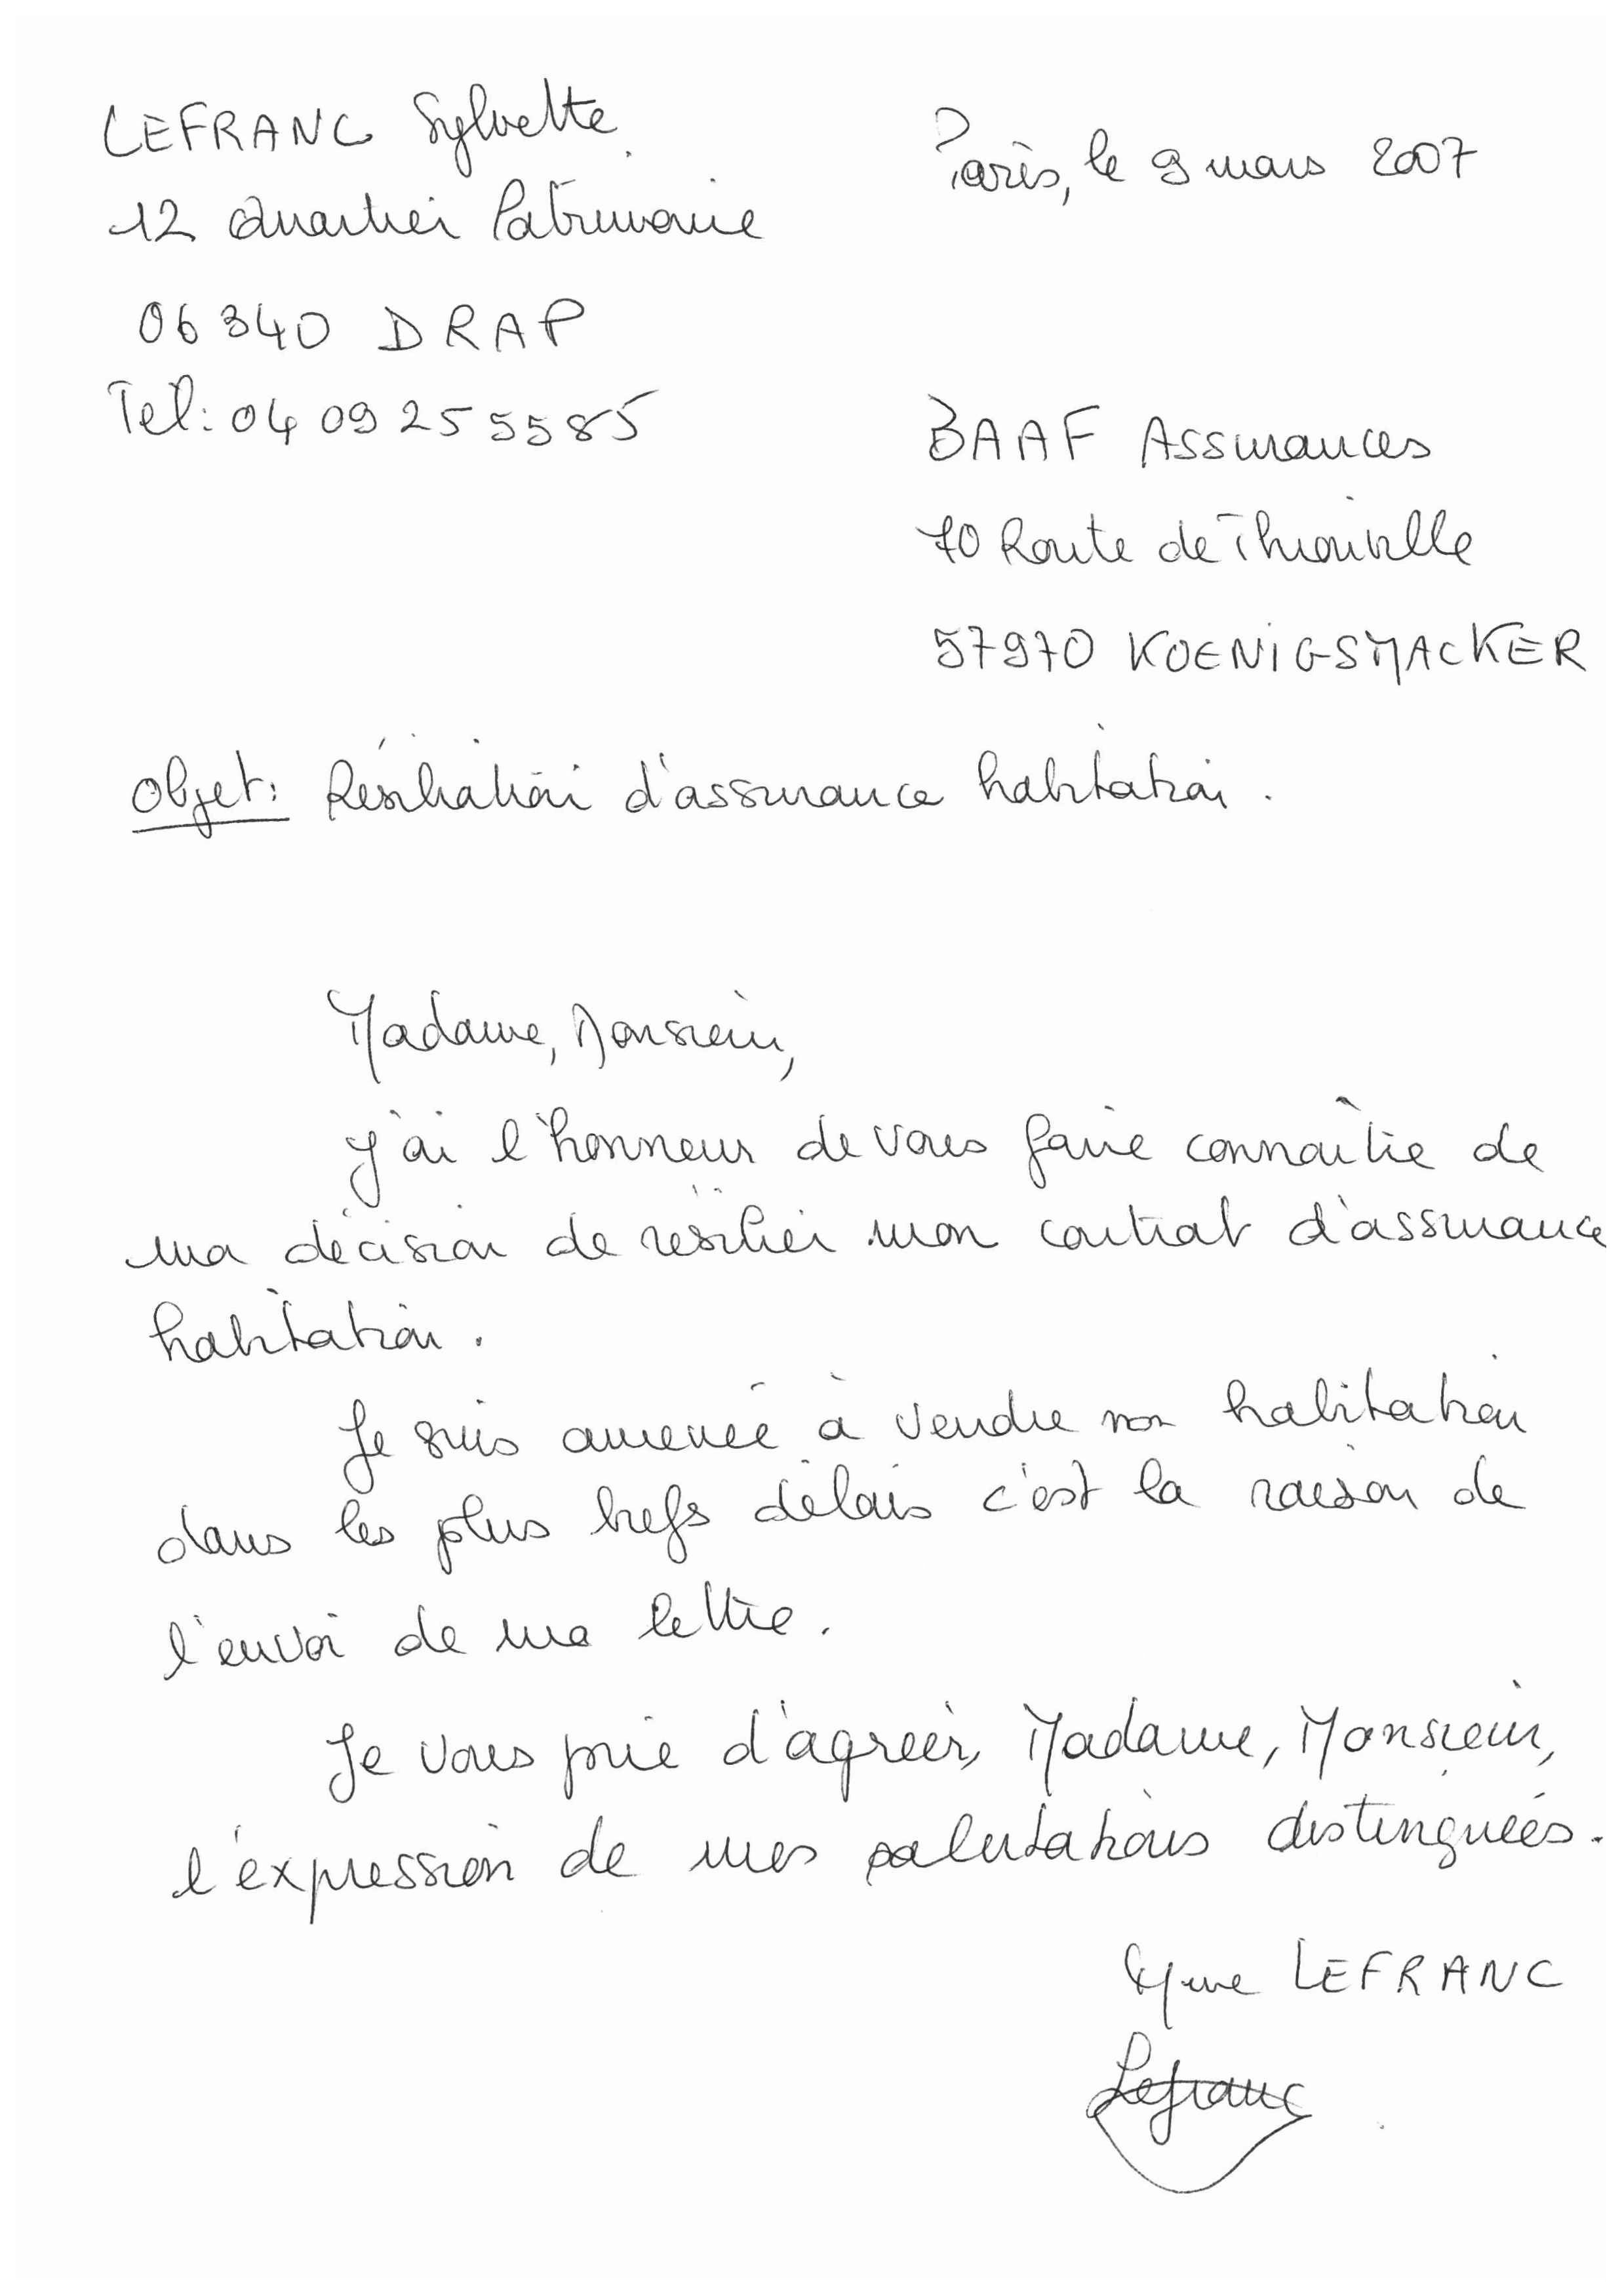 LEFRANC Sylvette
12 Quartier Patrimoine
06340 DRAP
Tel: 04 09 25 55 85
Paris, le 9 mars 2007
BAAF Assurances
70 Route de Thionville
57970 KOENIGSMACKER
Objet: Résiliation d'assurance habitation.
Madame, Monsieur,
J'ai l'honneur de vous faire connaître de
ma décision de résilier mon contrat d'assurance
habitation.
Je suis amenée à vendre mon habitation
dans les plus brefs délais c'est la raison de
l'envoi de ma lettre.
Je vous prie d'agréer, Madame, Monsieur,
l'expression de mes salutations distinguées.
Mme LEFRANC
Lefranc